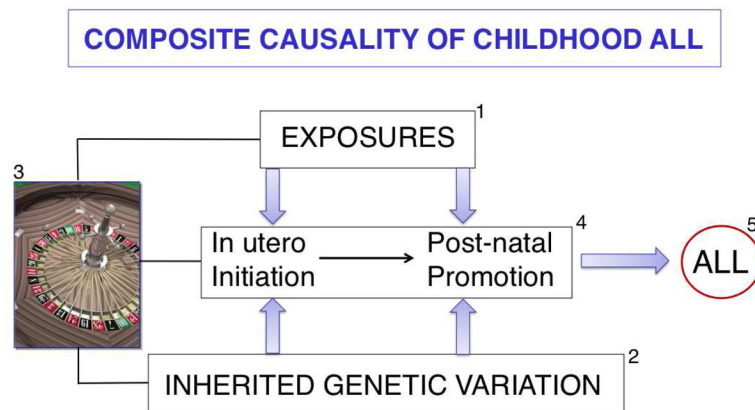 COMPOSITE CAUSALITY OF CHILDHOOD ALL
1
EXPOSURES
3
4
In utero
Initiation
Post-natal
Promotion
5
ALL
2
INHERITED GENETIC VARIATION